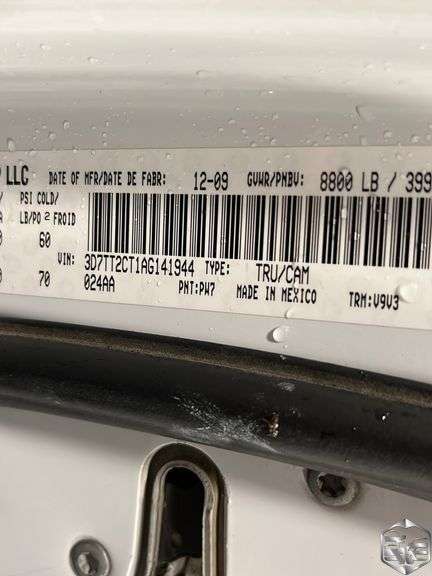 LLC DATE OF MFR/DATE DE FABR: 12-09 GVWR/PNBV: 8800 LB / 399
PSI COLD/
LB/PO 2 FROID
60
VIN: 3D7TT2CT1AG141944 TYPE: TRU/CAM
70 024AA PNT:PW7 MADE IN MEXICO TRM:V9V3